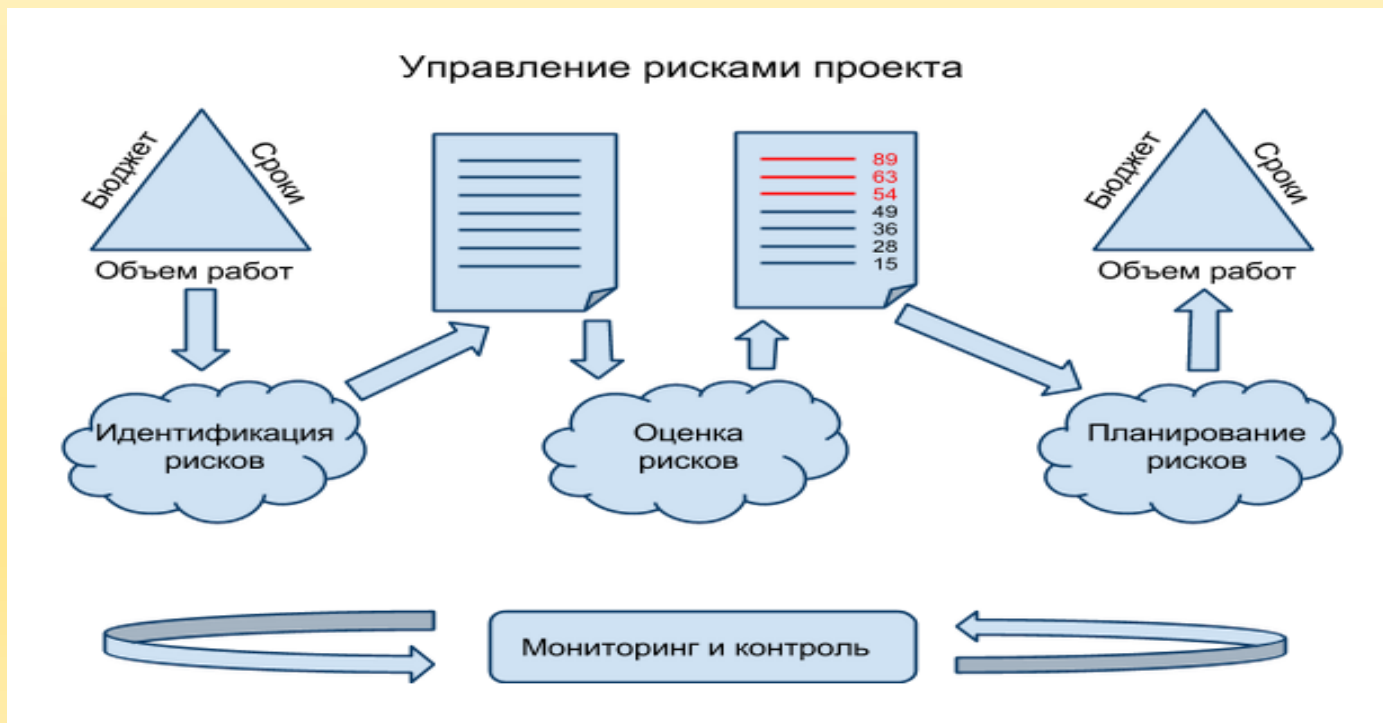 Управление рисками проекта
Бюджет
Сроки
Объем работ
89
63
54
49
36
28
15
Бюджет
Сроки
Объем работ
Идентификация
рисков
Оценка
рисков
Планирование
рисков
Мониторинг и контроль